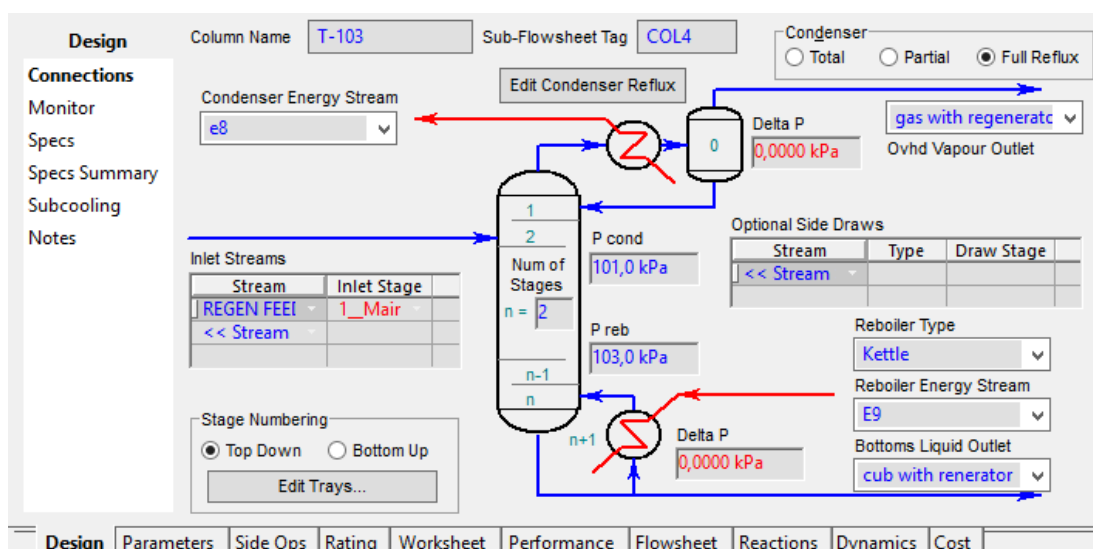 Design
Connections
Monitor
Specs
Specs Summary
Subcooling
Notes
Column Name T-103 Sub-Flowsheet Tag COL4
Condenser
Total Partial Full Reflux
Edit Condenser Reflux
Condenser Energy Stream
e8
0
Delta P
0,0000 kPa
gas with regeneratc
Ovhd Vapour Outlet
1
2
Num of
Stages
n = 2
n-1
n
n+1
P cond
101,0 kPa
P reb
103,0 kPa
Optional Side Draws
Stream Type Draw Stage
<< Stream
Inlet Streams
Stream Inlet Stage
REGEN FEEI 1__Mair
<< Stream
Reboiler Type
Kettle
Reboiler Energy Stream
E9
Bottoms Liquid Outlet
cub with renerator
Delta P
0,0000 kPa
Stage Numbering
Top Down Bottom Up
Edit Trays...
Design Parameters Side Ops Rating Worksheet Performance Flowsheet Reactions Dynamics Cost